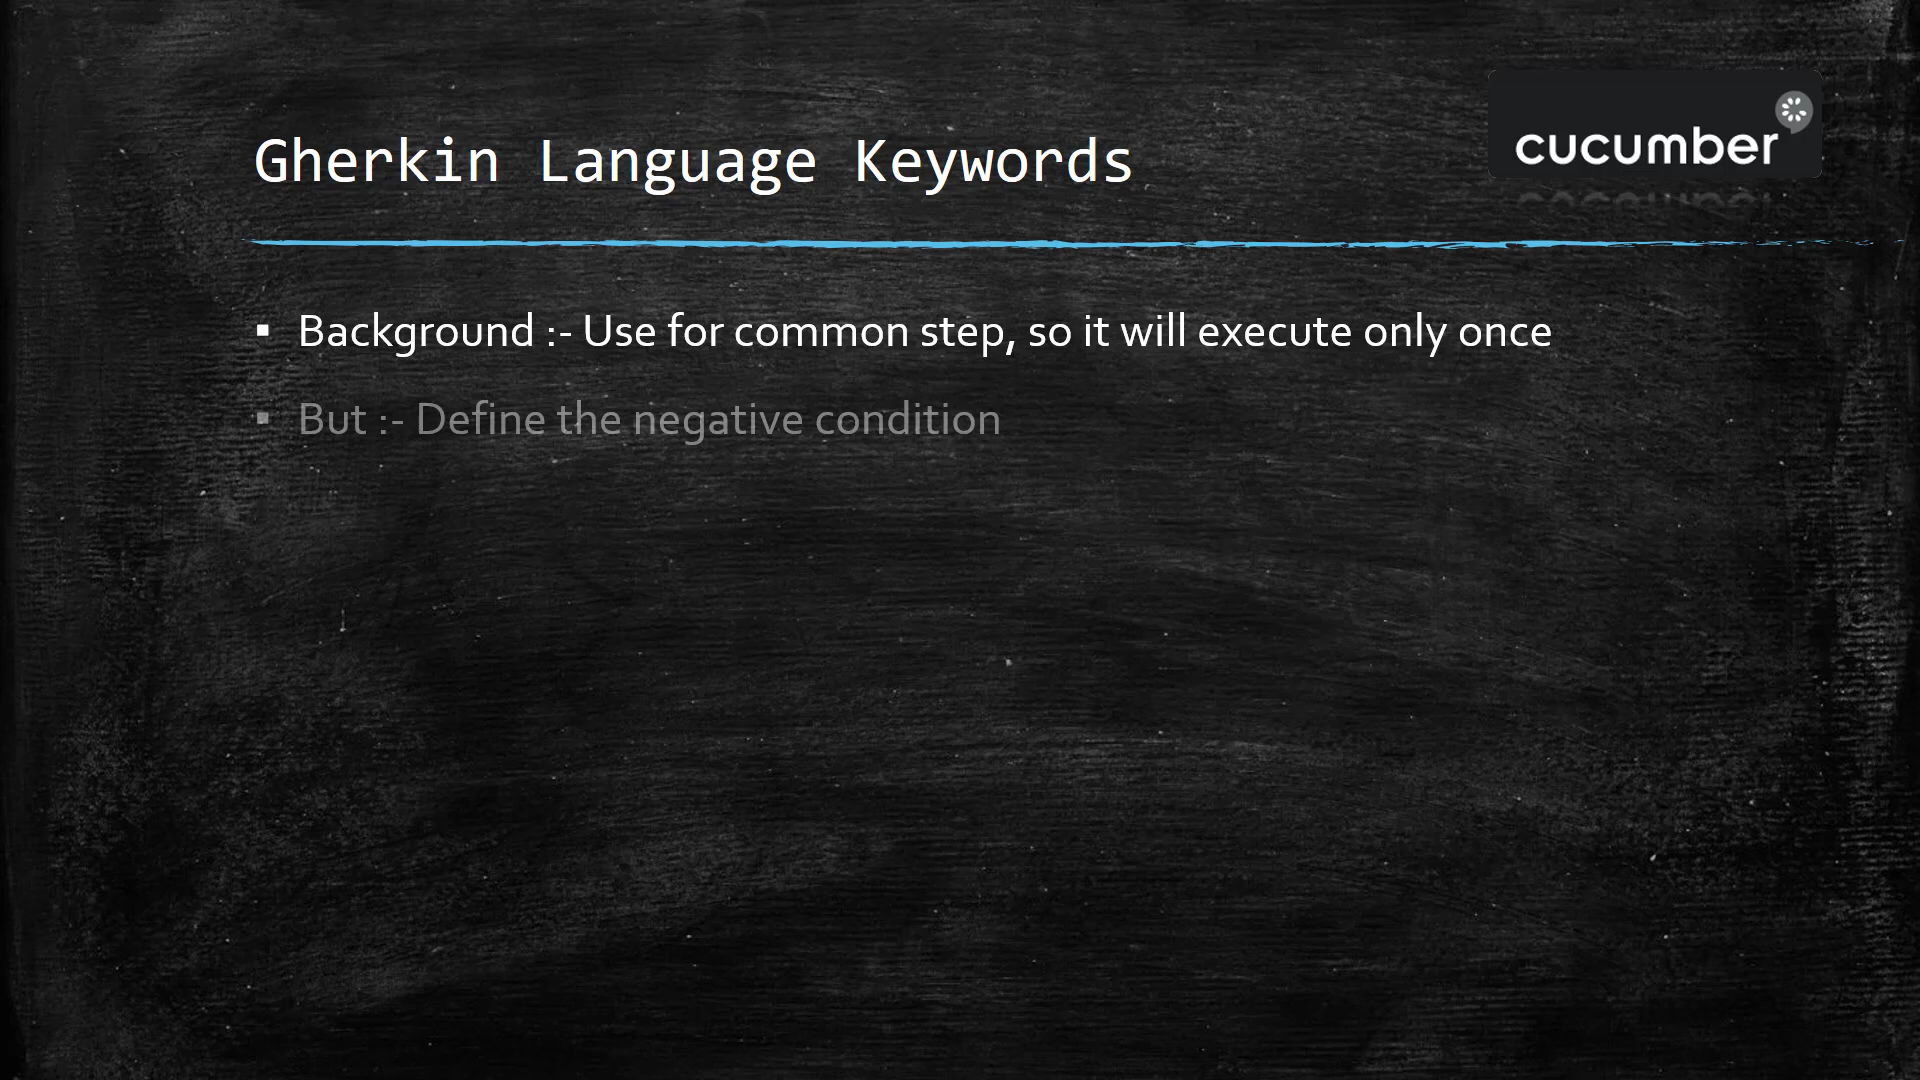 cucumber
Gherkin Language Keywords
▪ Background :- Use for common step, so it will execute only once
▪ But :- Define the negative condition